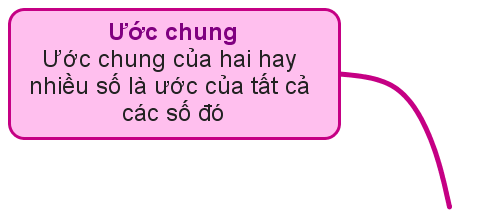 Ước chung
Ước chung của hai hay
nhiều số là ước của tất cả
các số đó